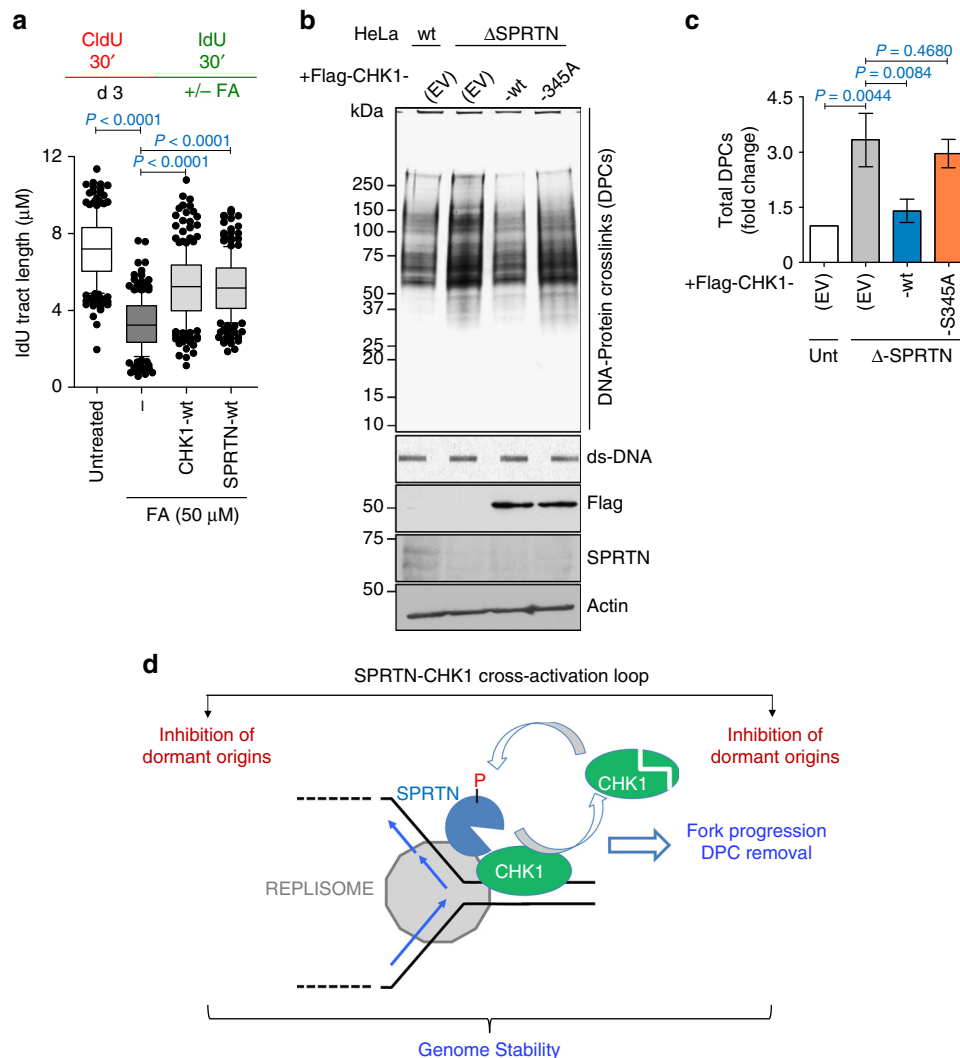 a
CldU IdU
30′ 30′
d 3 +/– FA
P < 0.0001
P < 0.0001
P < 0.0001
12
8
4
0
IdU tract length (μM)
Untreated
–
CHK1-wt
SPRTN-wt
FA (50 μM)
b
HeLa wt ΔSPRTN
+Flag-CHK1- (EV) (EV) -wt -345A
kDa
250
150
100
75
50
37
25
20
15
10
DNA-Protein crosslinks (DPCs)
ds-DNA
50 Flag
75
SPRTN
50
Actin
c
P = 0.4680
P = 0.0084
P = 0.0044
4.5
3.0
1.5
0
Total DPCs
(fold change)
+Flag-CHK1- (EV) (EV) -wt -S345A
Unt Δ-SPRTN
d
SPRTN-CHK1 cross-activation loop
Inhibition of
dormant origins
Inhibition of
dormant origins
P
SPRTN
CHK1
CHK1
Fork progression
DPC removal
REPLISOME
Genome Stability